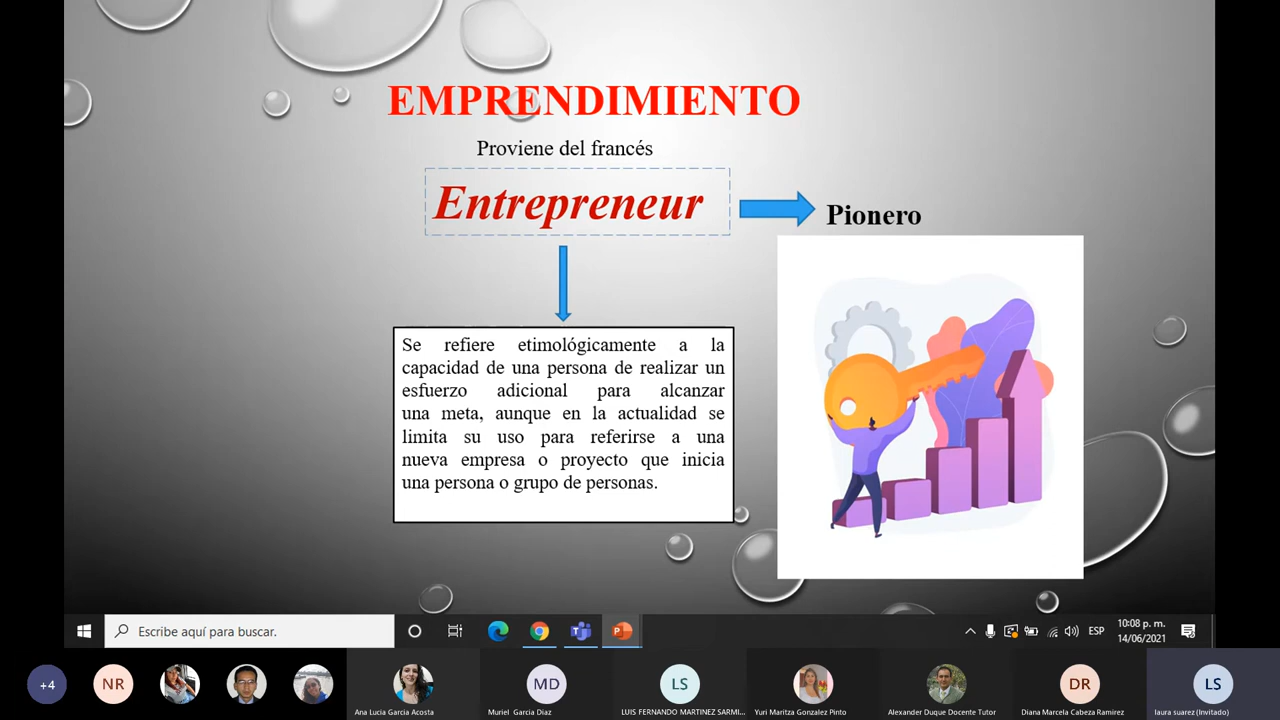 EMPRENDIMIENTO
Proviene del francés
Entrepreneur
Pionero
Se refiere etimológicamente a la
capacidad de una persona de realizar un
esfuerzo adicional para alcanzar
una meta, aunque en la actualidad se
limita su uso para referirse a una
nueva empresa o proyecto que inicia
una persona o grupo de personas.
Escribe aquí para buscar.
ESP
10:08 p. m.
14/06/2021
+4
NR
MD
LS
DR
LS
Ana Lucia Garcia Acosta
Muriel Garcia Diaz
LUIS FERNANDO MARTINEZ SARMI...
Yuri Maritza Gonzalez Pinto
Alexander Duque Docente Tutor
Diana Marcela Cabeza Ramirez
laura suarez (Invitado)